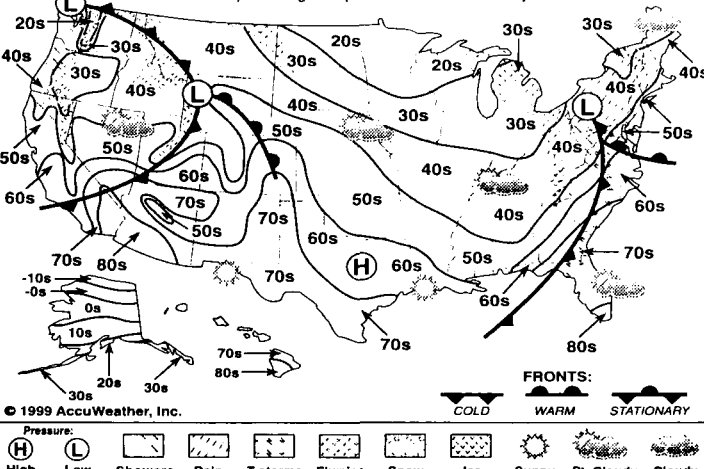 L
20s
30s
40s
20s
30s
30s
40s
30s
30s
40s
20s
40s
30s
40s
40s
L
L
40s
30s
30s
50s
50s
50s
50s
40s
40s
60s
60s
60s
70s
50s
40s
50s
70s
60s
H
60s
50s
70s
70s
80s
70s
60s
-10s
-0s
0s
10s
70s
80s
70s
80s
30s
20s
30s
FRONTS:
COLD WARM STATIONARY
© 1999 AccuWeather, Inc.
Pressure:
H L
High Low Showers Rain T-storms Flurries Snow Ice Sunny Pt. Cloudy Cloudy